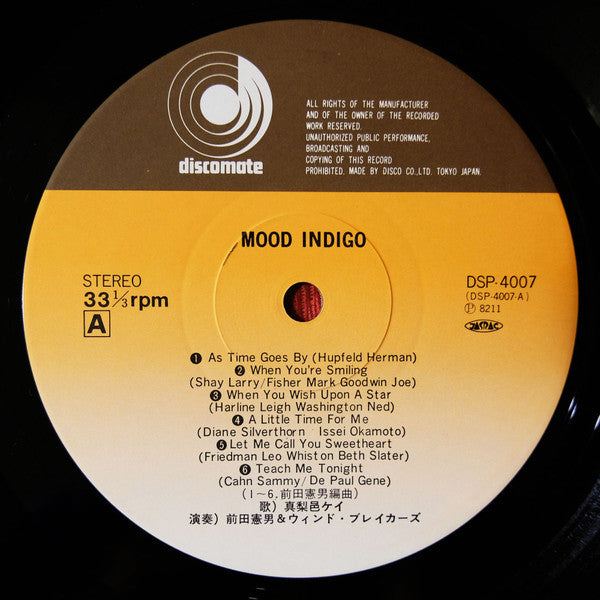 discomate
ALL RIGHTS OF THE MANUFACTURER
AND OF THE OWNER OF THE RECORDED
WORK RESERVED.
UNAUTHORIZED PUBLIC PERFORMANCE,
BROADCASTING AND
COPYING OF THIS RECORD
PROHIBITED. MADE BY DISCO CO.,LTD. TOKYO JAPAN.
MOOD INDIGO
STEREO
33 1/3 rpm
A
DSP-4007
(DSP-4007-A)
Ⓟ 8211
JASRAC
❶ As Time Goes By (Hupfeld Herman)
❷ When You're Smiling
(Shay Larry/Fisher Mark Goodwin Joe)
❸ When You Wish Upon A Star
(Harline Leigh Washington Ned)
❹ A Little Time For Me
(Diane Silverthorn Issei Okamoto)
❺ Let Me Call You Sweetheart
(Friedman Leo Whiston Beth Slater)
❻ Teach Me Tonight
(Cahn Sammy/De Paul Gene)
(1〜6,前田憲男編曲)
歌) 真梨邑ケイ
演奏) 前田憲男&ウィンド・ブレイカーズ